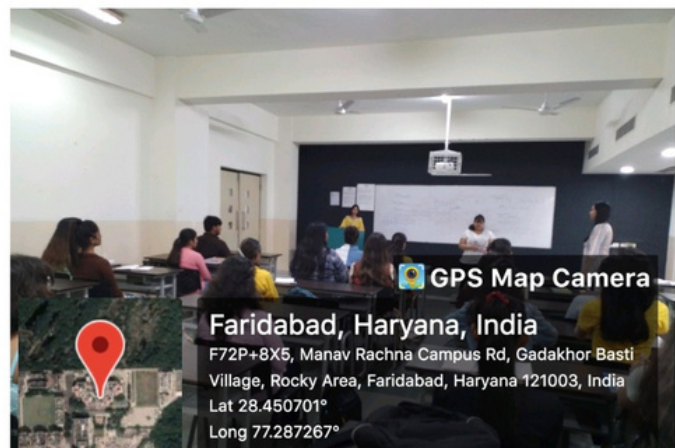 GPS Map Camera
Faridabad, Haryana, India
F72P+8X5, Manav Rachna Campus Rd, Gadakhor Basti
Village, Rocky Area, Faridabad, Haryana 121003, India
Lat 28.450701°
Long 77.287267°